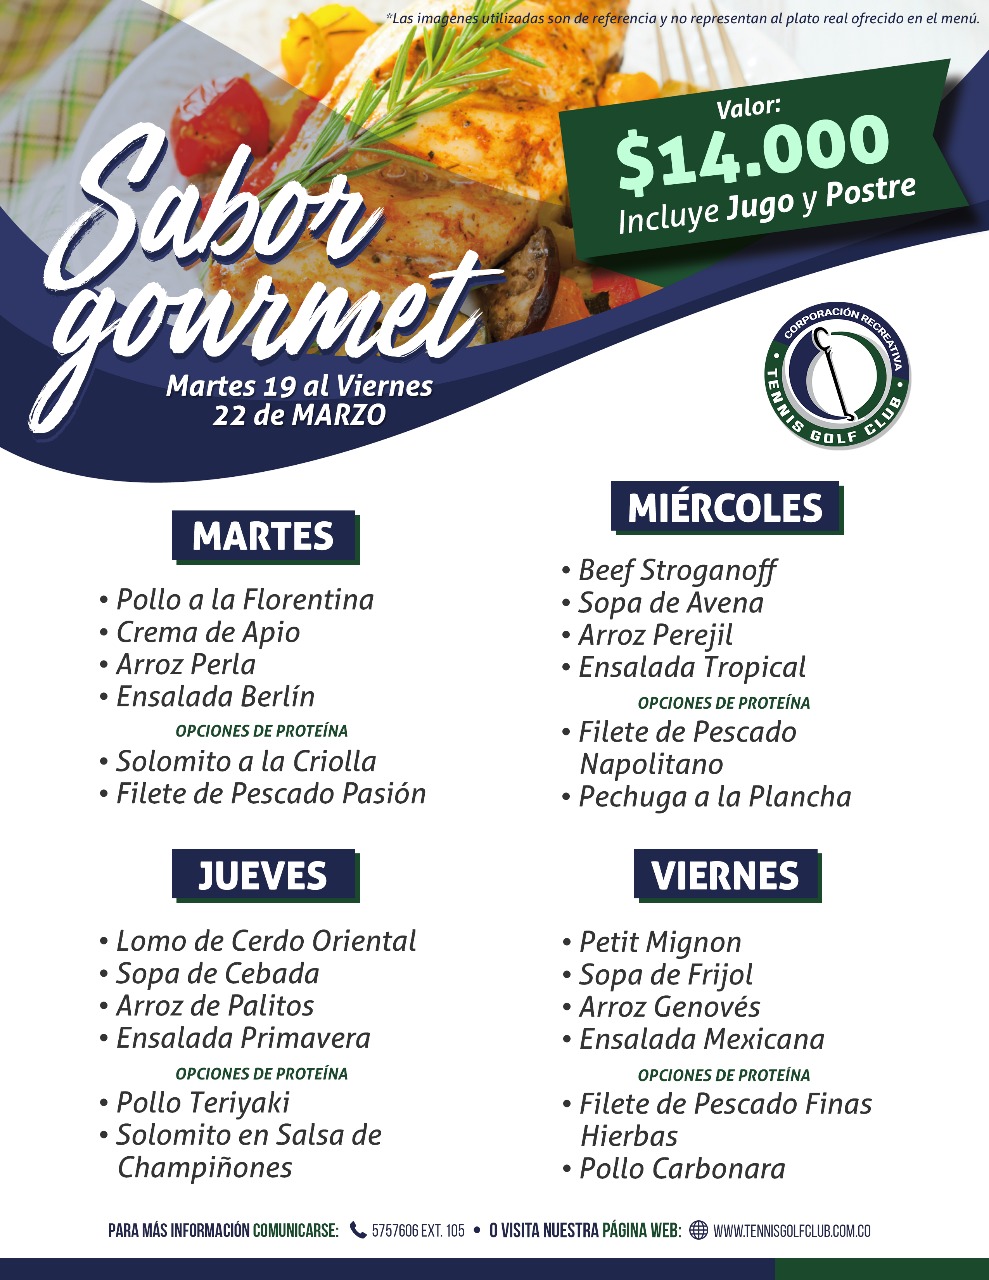 *Las imagenes utilizadas son de referencia y no representan al plato real ofrecido en el menú.
Valor:
$14.000
Incluye Jugo y Postre
Sabor
gourmet
Martes 19 al Viernes
22 de MARZO
CORPORACIÓN RECREATIVA
TENNIS GOLF CLUB
MARTES
• Pollo a la Florentina
• Crema de Apio
• Arroz Perla
• Ensalada Berlín
OPCIONES DE PROTEÍNA
• Solomito a la Criolla
• Filete de Pescado Pasión
MIÉRCOLES
• Beef Stroganoff
• Sopa de Avena
• Arroz Perejil
• Ensalada Tropical
OPCIONES DE PROTEÍNA
• Filete de Pescado
Napolitano
• Pechuga a la Plancha
JUEVES
• Lomo de Cerdo Oriental
• Sopa de Cebada
• Arroz de Palitos
• Ensalada Primavera
OPCIONES DE PROTEÍNA
• Pollo Teriyaki
• Solomito en Salsa de
Champiñones
VIERNES
• Petit Mignon
• Sopa de Frijol
• Arroz Genovés
• Ensalada Mexicana
OPCIONES DE PROTEÍNA
• Filete de Pescado Finas
Hierbas
• Pollo Carbonara
PARA MÁS INFORMACIÓN COMUNICARSE: 5757606 EXT. 105 • O VISITA NUESTRA PÁGINA WEB: WWW.TENNISGOLFCLUB.COM.CO